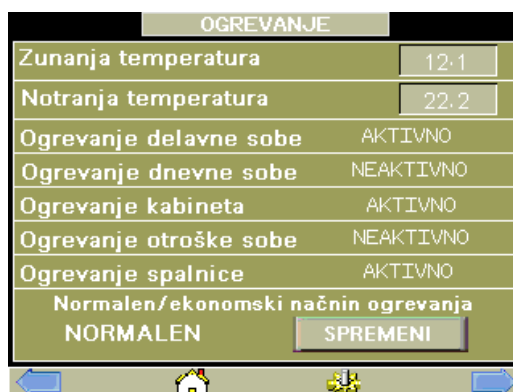 OGREVANJE
Zunanja temperatura 12.1
Notranja temperatura 22.2
Ogrevanje delavne sobe AKTIVNO
Ogrevanje dnevne sobe NEAKTIVNO
Ogrevanje kabineta AKTIVNO
Ogrevanje otroške sobe NEAKTIVNO
Ogrevanje spalnice AKTIVNO
Normalen/ekonomski načnin ogrevanja
NORMALEN SPREMENI